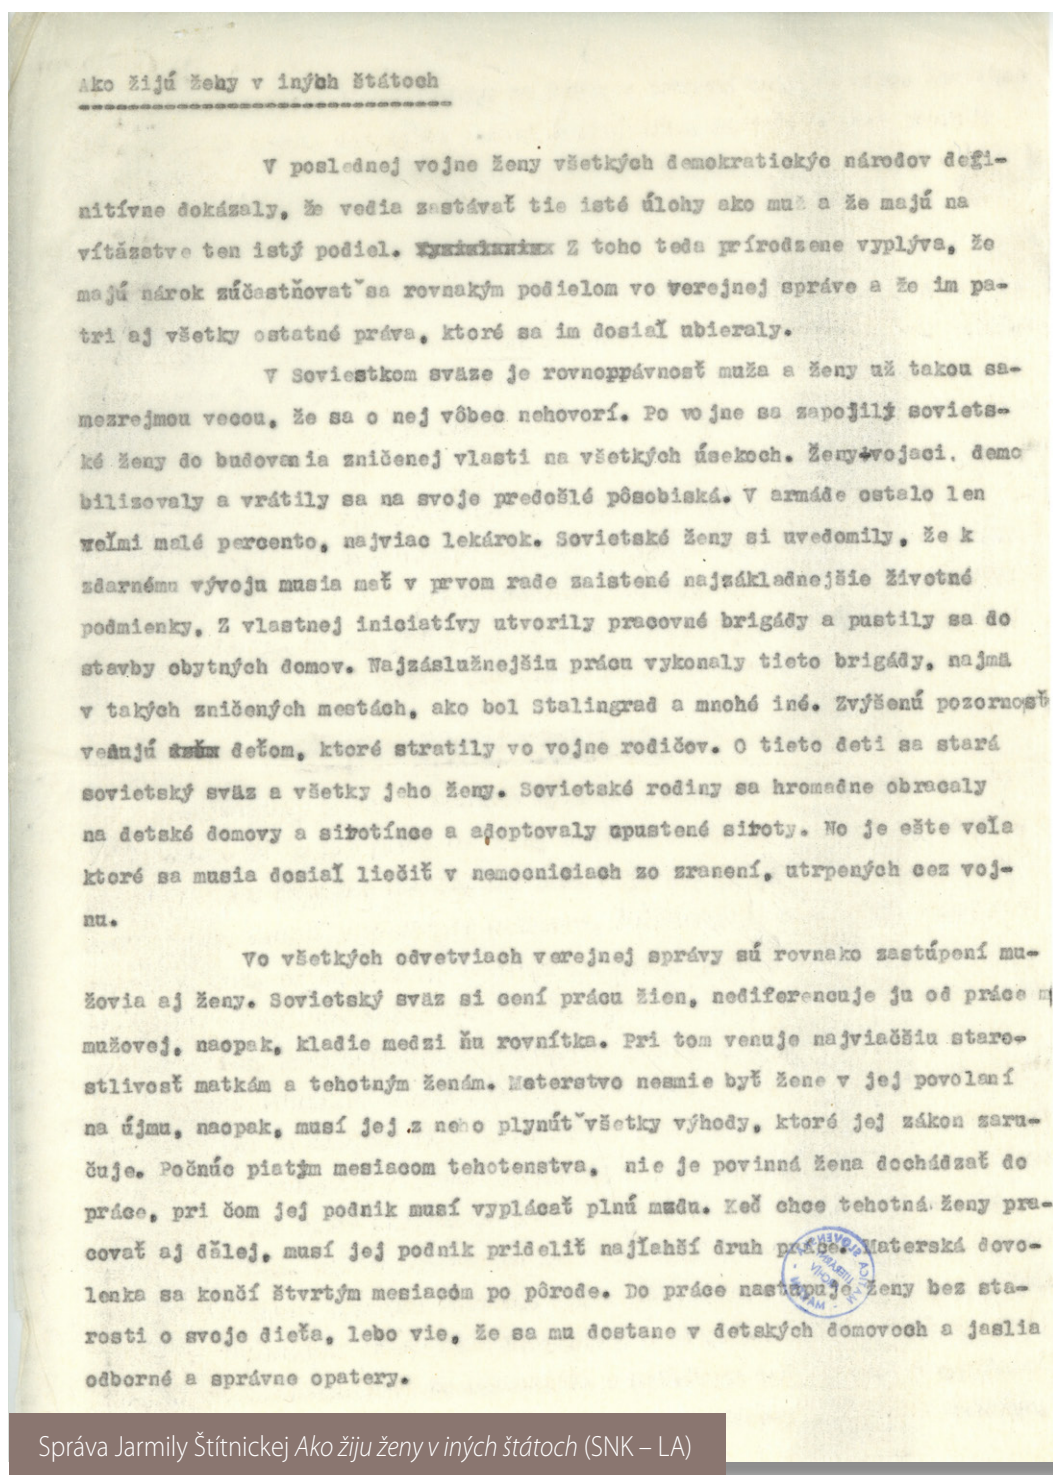 Ako žijú ženy v iných štátoch
V poslednej vojne ženy všetkých demokratickýc národov defi-
nitívne dokázaly, že vedia zastávať tie isté úlohy ako muž a že majú na
vítäzstve ten istý podiel. Z toho teda prírodzene vyplýva, že
majú nárok zúčastňovať sa rovnakým podielom vo verejnej správe a že im pa-
tri aj všetky ostatné práva, ktoré sa im dosiaľ ubieraly.
V Soviestkom sväze je rovnoppávnosť muža a ženy už takou sa-
mezrejmou vecou, že sa o nej vôbec nehovorí. Po vojne sa zapojily soviets-
ké ženy do budovania zničenej vlasti na všetkých úsekoch. Ženy-vojaci, demo
bilizovaly a vrátily sa na svoje predošlé pôsobiská. V armáde ostalo len
veľmi malé percento, najviac lekárok. Sovietské ženy si uvedomily, že k
zdarnému vývoju musia mať v prvom rade zaistené najzákladnejšie životné
podmienky. Z vlastnej iniciatívy utvorily pracovné brigády a pustily sa do
stavby obytných domov. Najzáslužnejšiu prácu vykonaly tieto brigády, najmä
v takých zničených mestách, ako bol Stalingrad a mnohé iné. Zvýšenú pozornosť
venujú deťom, ktoré stratily vo vojne rodičov. O tieto deti sa stará
sovietský sväz a všetky jeho ženy. Sovietské rodiny sa hromadne obracaly
na detské domovy a sirotínce a adoptovaly opustené siroty. No je ešte veľa
ktoré sa musia dosiaľ liečiť v nemocniciach zo zranení, utrpených cez voj-
nu.
Vo všetkých odvetviach verejnej správy sú rovnako zastúpení mu-
žovia aj ženy. Sovietský sväz si cení prácu žien, nediferencuje ju od práce m
mužovej, naopak, kladie medzi ňu rovnítka. Pri tom venuje najviačšiu staro-
stlivosť matkám a tehotným ženám. Materstvo nesmie byť žene v jej povolaní
na újmu, naopak, musí jej z neho plynúť všetky výhody, ktoré jej zákon zaru-
čuje. Počnúc piatým mesiacom tehotenstva, nie je povinná žena dochádzať do
práce, pri čom jej podnik musí vyplácať plnú mzdu. Keď chce tehotná ženy pra-
covať aj ďalej, musí jej podnik prideliť najľahší druh práce. Materská dovo-
lenka sa končí štvrtým mesiacom po pôrode. Do práce nastupuje ženy bez sta-
rosti o svoje dieťa, lebo vie, že sa mu dostane v detských domovoch a jaslia
odborné a správne opatery.
Správa Jarmily Štítnickej Ako žiju ženy v iných štátoch (SNK – LA)